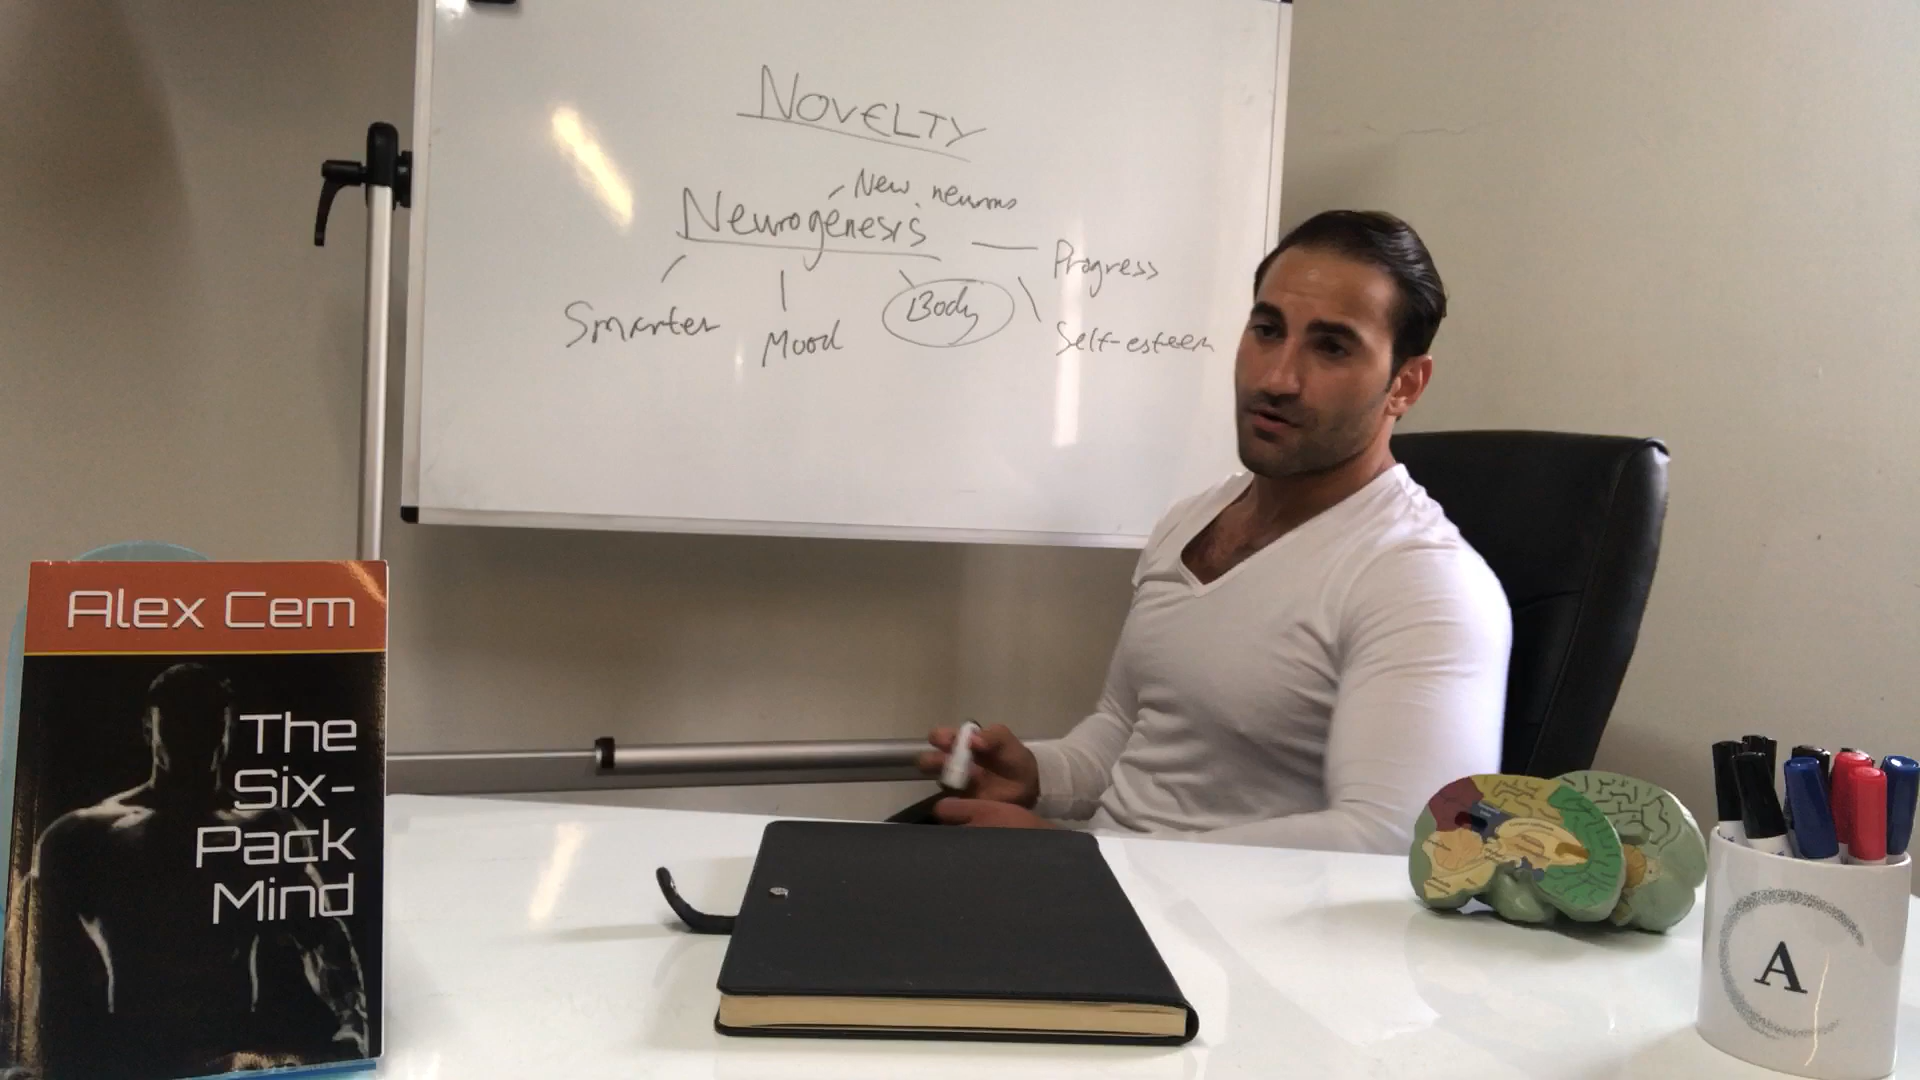 NOVELTY
New neurons
Neurogenesis
Progress
Smarter
Mood
Body
Self-esteem
Alex Cem
The
Six-
Pack
Mind
A